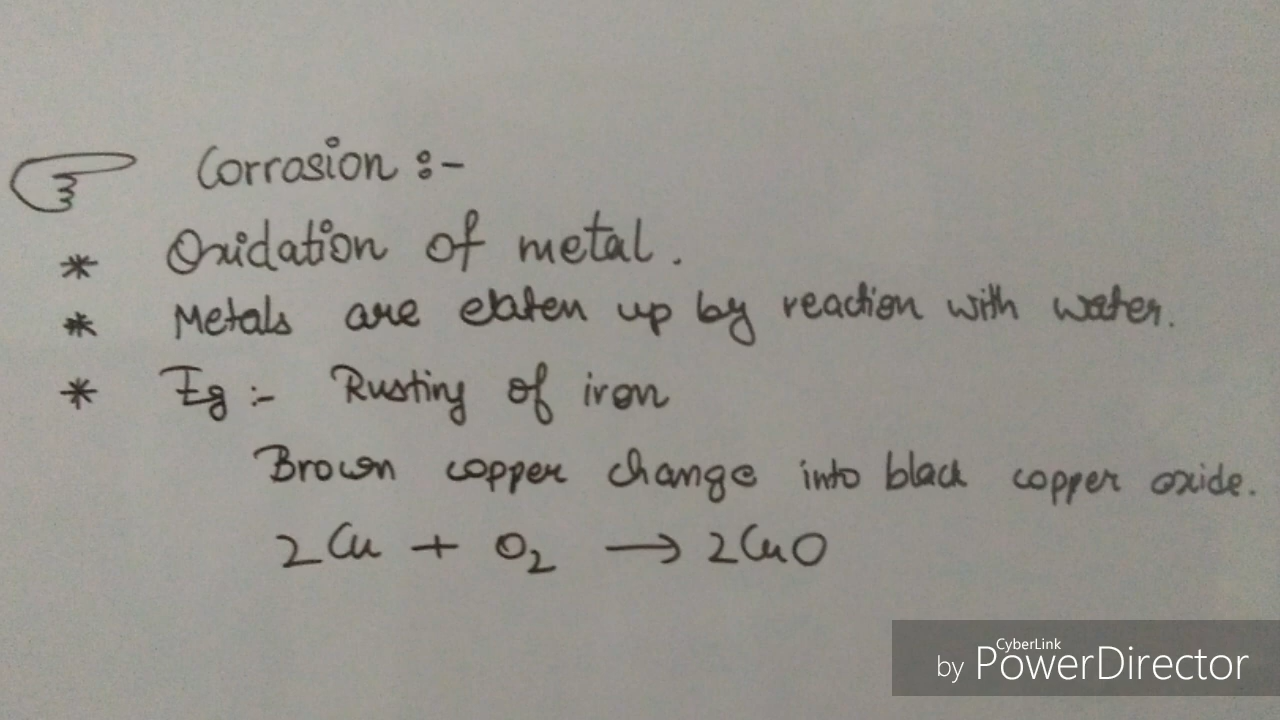 Corrosion :-
* Oxidation of metal.
* Metals are eaten up by reaction with water.
* Eg :- Rusting of iron
Brown copper change into black copper oxide.
2Cu + O₂ → 2CuO
CyberLink
by PowerDirector